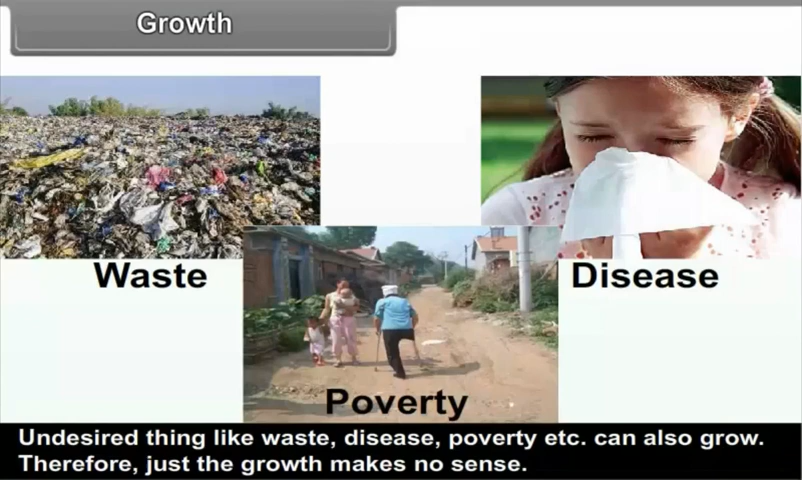 Growth
Waste
Disease
Poverty
Undesired thing like waste, disease, poverty etc. can also grow.
Therefore, just the growth makes no sense.